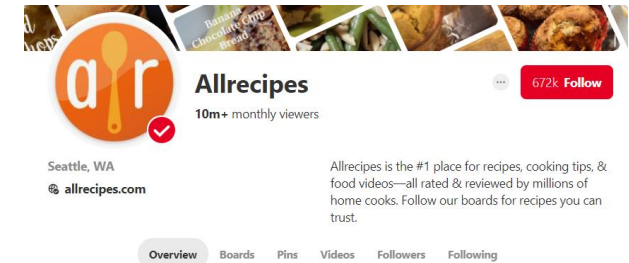 Banana
Chocolate Chip
Bread
ar
Allrecipes
672k Follow
10m+ monthly viewers
Seattle, WA
allrecipes.com
Allrecipes is the #1 place for recipes, cooking tips, &
food videos—all rated & reviewed by millions of
home cooks. Follow our boards for recipes you can
trust.
Overview Boards Pins Videos Followers Following